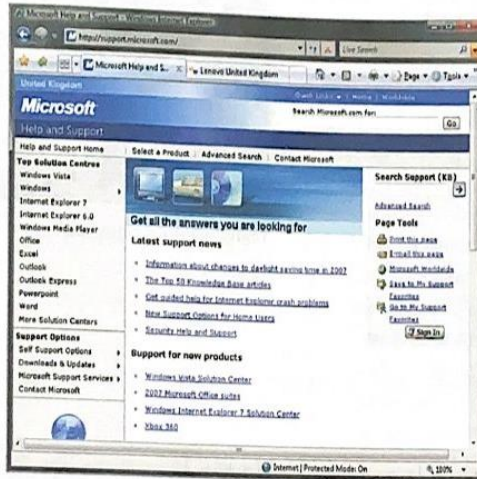 Microsoft Help and Support - Windows Internet Explorer
http://support.microsoft.com/
Live Search
Microsoft Help and S...
Lenovo United Kingdom
Page
Tools
United Kingdom
Quick Links | Home | Worldwide
Microsoft
Search Microsoft.com for:
Go
Help and Support
Help and Support Home
Select a Product | Advanced Search | Contact Microsoft
Top Solution Centres
Windows Vista
Windows
Internet Explorer 7
Internet Explorer 6.0
Windows Media Player
Office
Excel
Outlook
Outlook Express
Powerpoint
Word
More Solution Centers
Support Options
Self Support Options
Downloads & Updates
Microsoft Support Services
Contact Microsoft
Get all the answers you are looking for
Latest support news
Information about changes to daylight saving time in 2007
The Top 50 Knowledge Base articles
Get guided help for Internet Explorer crash problems
New Support Options for Home Users
Security Help and Support
Support for new products
Windows Vista Solution Center
2007 Microsoft Office suites
Windows Internet Explorer 7 Solution Center
Xbox 360
Search Support (KB)
Advanced Search
Page Tools
Print this page
E-mail this page
Microsoft Worldwide
Save to My Support
Favorites
Go to My Support
Favorites
Sign In
Internet | Protected Mode: On
100%